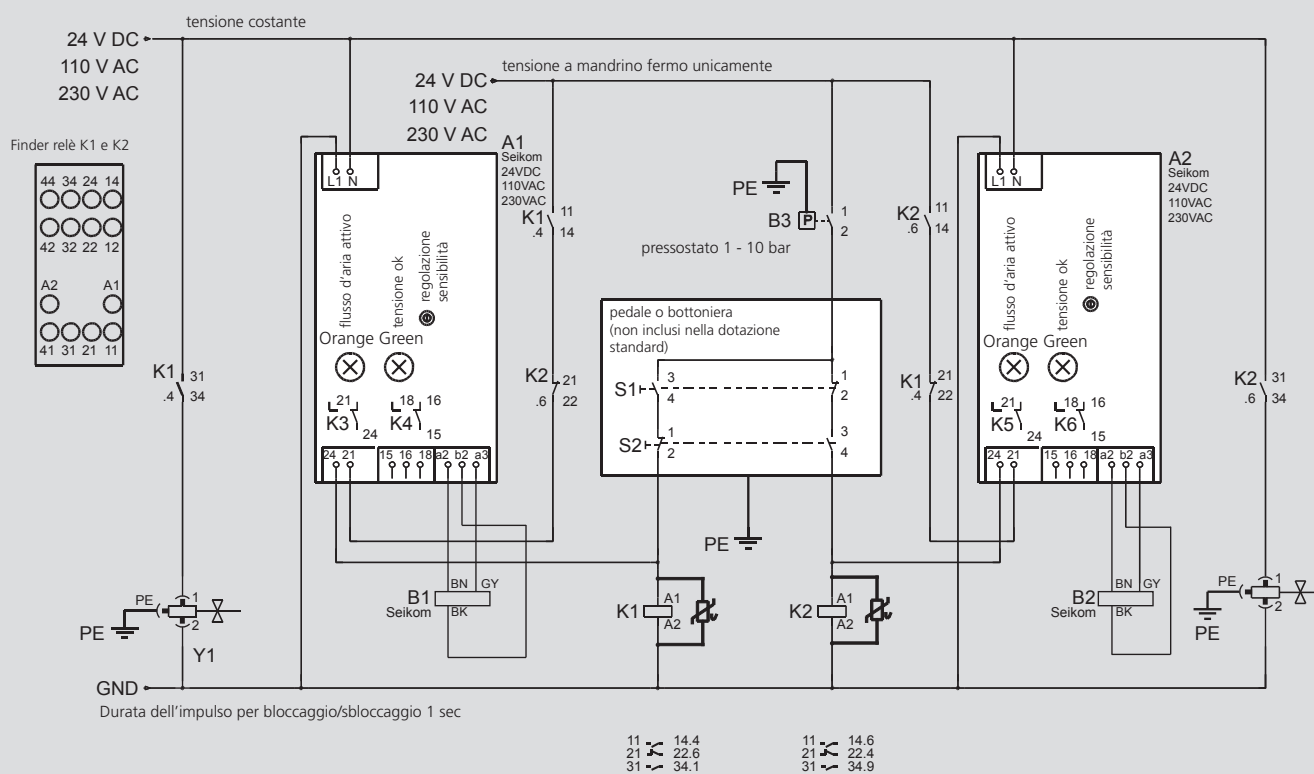 tensione costante
24 V DC
110 V AC
230 V AC
tensione a mandrino fermo unicamente
24 V DC
110 V AC
230 V AC
Finder relè K1 e K2
44 34 24 14
42 32 22 12
A2 A1
41 31 21 11
K1 31
.4 34
PE
PE
1
2
Y1
GND
Durata dell'impulso per bloccaggio/sbloccaggio 1 sec
A1
Seikom
24VDC
110VAC
230VAC
L1 N
flusso d'aria attivo
tensione ok
regolazione
sensibilità
Orange Green
21 18 16
K3 K4
24 15
24 21 15 16 18 a2 b2 a3
BN GY
B1
Seikom
BK
K1 11
.4 14
K2 21
.6 22
PE
B3 P 1
2
pressostato 1 - 10 bar
pedale o bottoniera
(non inclusi nella dotazione
standard)
S1 3 1
4 2
S2 1 3
2 4
PE
K1 A1
A2
K2 A1
A2
K2 11
.6 14
K1 21
.4 22
A2
Seikom
24VDC
110VAC
230VAC
L1 N
flusso d'aria attivo
tensione ok
regolazione
sensibilità
Orange Green
21 18 16
K5 K6
24 15
24 21 15 16 18 a2 b2 a3
BN GY
B2
Seikom
BK
K2 31
.6 34
PE
PE
1
2
11 14.4
21 22.6
31 34.1
11 14.6
21 22.4
31 34.9